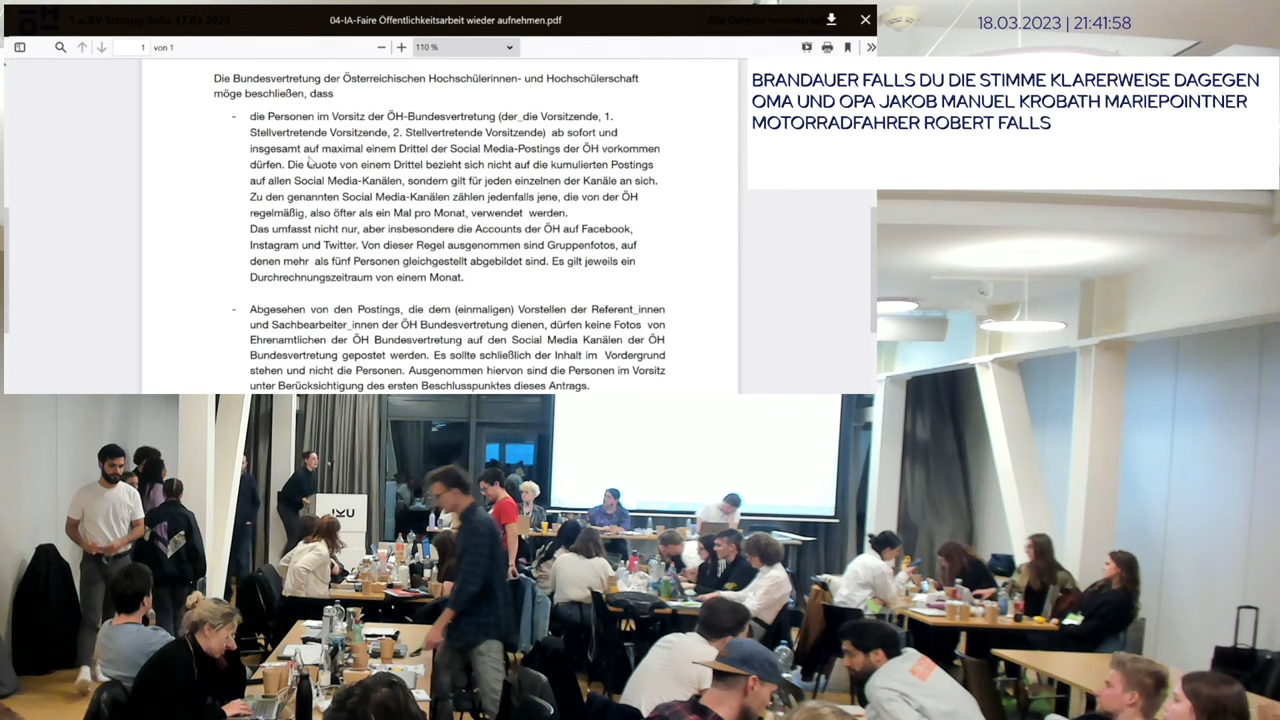 1.o.BV Sitzung SoSe 17.03.2023
04-IA-Faire Öffentlichkeitsarbeit wieder aufnehmen.pdf
1 von 1
110 %
18.03.2023 | 21:41:58
BRANDAUER FALLS DU DIE STIMME KLARERWEISE DAGEGEN
OMA UND OPA JAKOB MANUEL KROBATH MARIEPOINTNER
MOTORRADFAHRER ROBERT FALLS
Die Bundesvertretung der Österreichischen Hochschülerinnen- und Hochschülerschaft
möge beschließen, dass
- die Personen im Vorsitz der ÖH-Bundesvertretung (der_die Vorsitzende, 1.
Stellvertretende Vorsitzende, 2. Stellvertretende Vorsitzende) ab sofort und
insgesamt auf maximal einem Drittel der Social Media-Postings der ÖH vorkommen
dürfen. Die Quote von einem Drittel bezieht sich nicht auf die kumulierten Postings
auf allen Social Media-Kanälen, sondern gilt für jeden einzelnen der Kanäle an sich.
Zu den genannten Social Media-Kanälen zählen jedenfalls jene, die von der ÖH
regelmäßig, also öfter als ein Mal pro Monat, verwendet werden.
Das umfasst nicht nur, aber insbesondere die Accounts der ÖH auf Facebook,
Instagram und Twitter. Von dieser Regel ausgenommen sind Gruppenfotos, auf
denen mehr als fünf Personen gleichgestellt abgebildet sind. Es gilt jeweils ein
Durchrechnungszeitraum von einem Monat.
- Abgesehen von den Postings, die dem (einmaligen) Vorstellen der Referent_innen
und Sachbearbeiter_innen der ÖH Bundesvertretung dienen, dürfen keine Fotos von
Ehrenamtlichen der ÖH Bundesvertretung auf den Social Media Kanälen der ÖH
Bundesvertretung gepostet werden. Es sollte schließlich der Inhalt im Vordergrund
stehen und nicht die Personen. Ausgenommen hiervon sind die Personen im Vorsitz
unter Berücksichtigung des ersten Beschlusspunktes dieses Antrags.
JKU